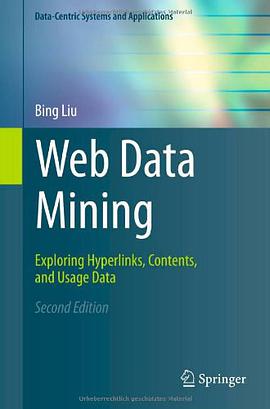 Data-Centric Systems and Applications
Bing Liu
Web Data
Mining
Exploring Hyperlinks, Contents,
and Usage Data
Second Edition
Springer
Urheberrechtlich geschütztes Material